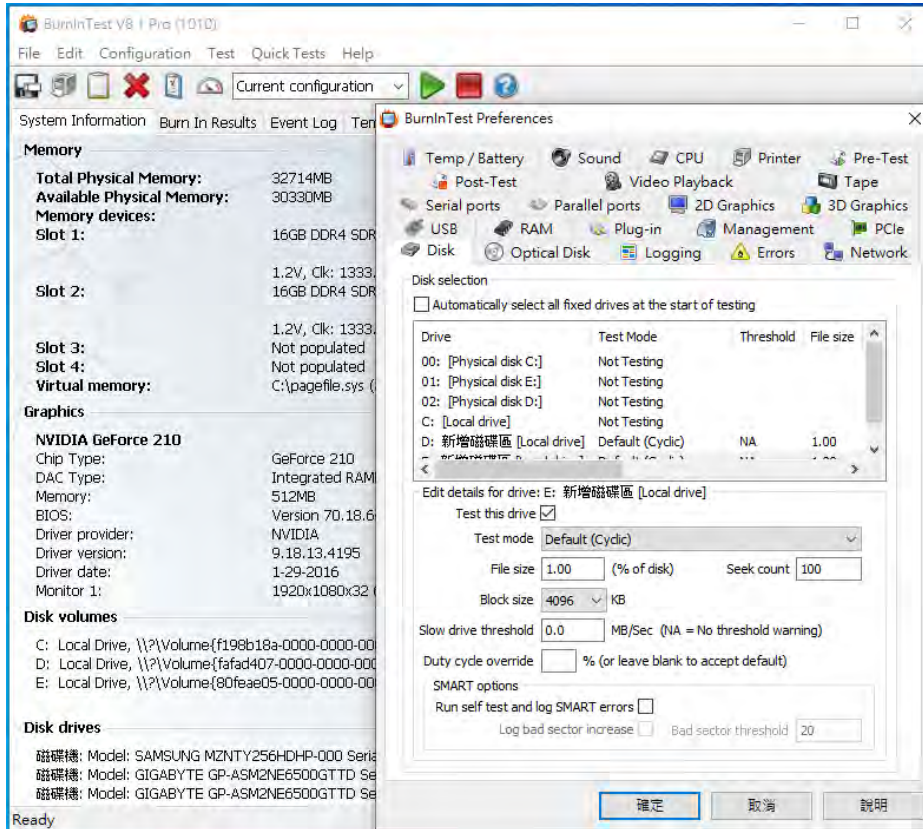 BurnInTest V8.1 Pro (1010)
File Edit Configuration Test Quick Tests Help
Current configuration
System Information Burn In Results Event Log
Memory
Total Physical Memory: 32714MB
Available Physical Memory: 30330MB
Memory devices:
Slot 1: 16GB DDR4 SDR
1.2V, Clk: 1333.
Slot 2: 16GB DDR4 SDR
1.2V, Clk: 1333.
Slot 3: Not populated
Slot 4: Not populated
Virtual memory: C:\pagefile.sys (
Graphics
NVIDIA GeForce 210
Chip Type: GeForce 210
DAC Type: Integrated RAM
Memory: 512MB
BIOS: Version 70.18.6
Driver provider: NVIDIA
Driver version: 9.18.13.4195
Driver date: 1-29-2016
Monitor 1: 1920x1080x32 (
Disk volumes
C: Local Drive, \\?\Volume{f198b18a-0000-0000-00
D: Local Drive, \\?\Volume{fafad407-0000-0000-00
E: Local Drive, \\?\Volume{80feae05-0000-0000-00
Disk drives
磁碟機: Model: SAMSUNG MZNTY256HDHP-000 Seria
磁碟機: Model: GIGABYTE GP-ASM2NE6500GTTD Se
磁碟機: Model: GIGABYTE GP-ASM2NE6500GTTD Se
Ready
BurnInTest Preferences
Temp / Battery Sound CPU Printer Pre-Test
Post-Test Video Playback Tape
Serial ports Parallel ports 2D Graphics 3D Graphics
USB RAM Plug-in Management PCIe
Disk Optical Disk Logging Errors Network
Disk selection
Automatically select all fixed drives at the start of testing
Drive Test Mode Threshold File size
00: [Physical disk C:] Not Testing
01: [Physical disk E:] Not Testing
02: [Physical disk D:] Not Testing
C: [Local drive] Not Testing
D: 新增磁碟區 [Local drive] Default (Cyclic) NA 1.00
Edit details for drive: E: 新增磁碟區 [Local drive]
Test this drive
Test mode Default (Cyclic)
File size 1.00 (% of disk) Seek count 100
Block size 4096 KB
Slow drive threshold 0.0 MB/Sec (NA = No threshold warning)
Duty cycle override % (or leave blank to accept default)
SMART options
Run self test and log SMART errors
Log bad sector increase Bad sector threshold 20
確定 取消 說明